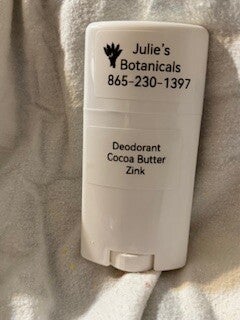 Julie's
Botanicals
865-230-1397
Deodorant
Cocoa Butter
Zink